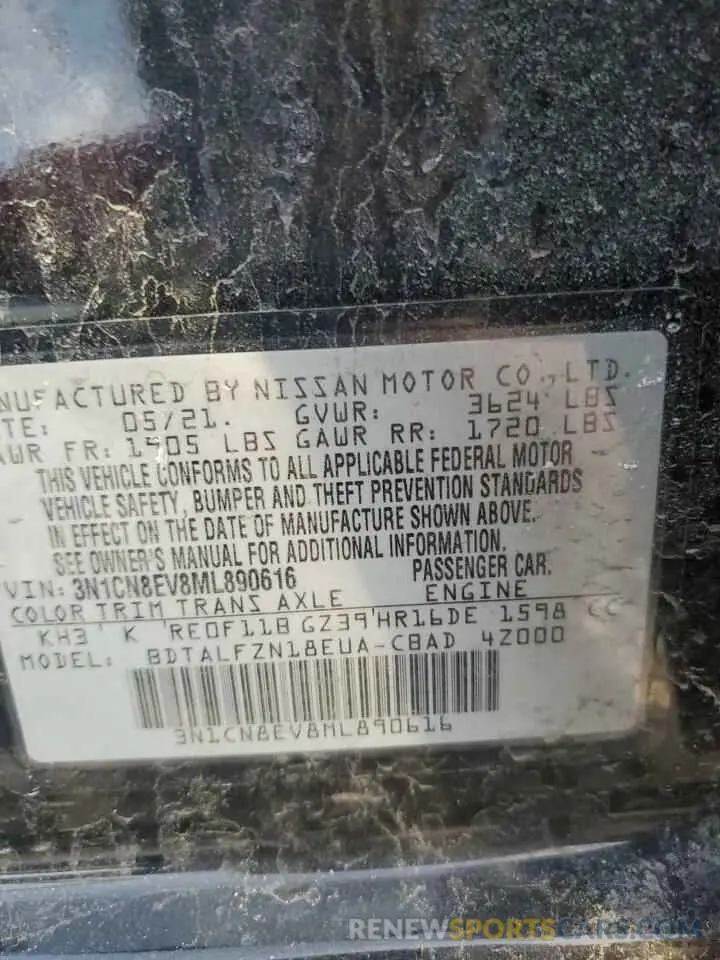 NUFACTURED BY NISSAN MOTOR CO., LTD.
TE: 05/21. GVWR: 3624 LBS
AWR FR: 1905 LBS GAWR RR: 1720 LBS
THIS VEHICLE CONFORMS TO ALL APPLICABLE FEDERAL MOTOR
VEHICLE SAFETY, BUMPER AND THEFT PREVENTION STANDARDS
IN EFFECT ON THE DATE OF MANUFACTURE SHOWN ABOVE.
SEE OWNER'S MANUAL FOR ADDITIONAL INFORMATION.
VIN: 3N1CN8EV8ML890616 PASSENGER CAR.
COLOR TRIM TRANS AXLE ENGINE
KH3 K RE0F11B GZ39 HR16DE 1598 CC
MODEL: BDTALFZN18EUA-CBAD 4Z000
3N1CN8EV8ML890616
RENEWSPORTSCARS.COM